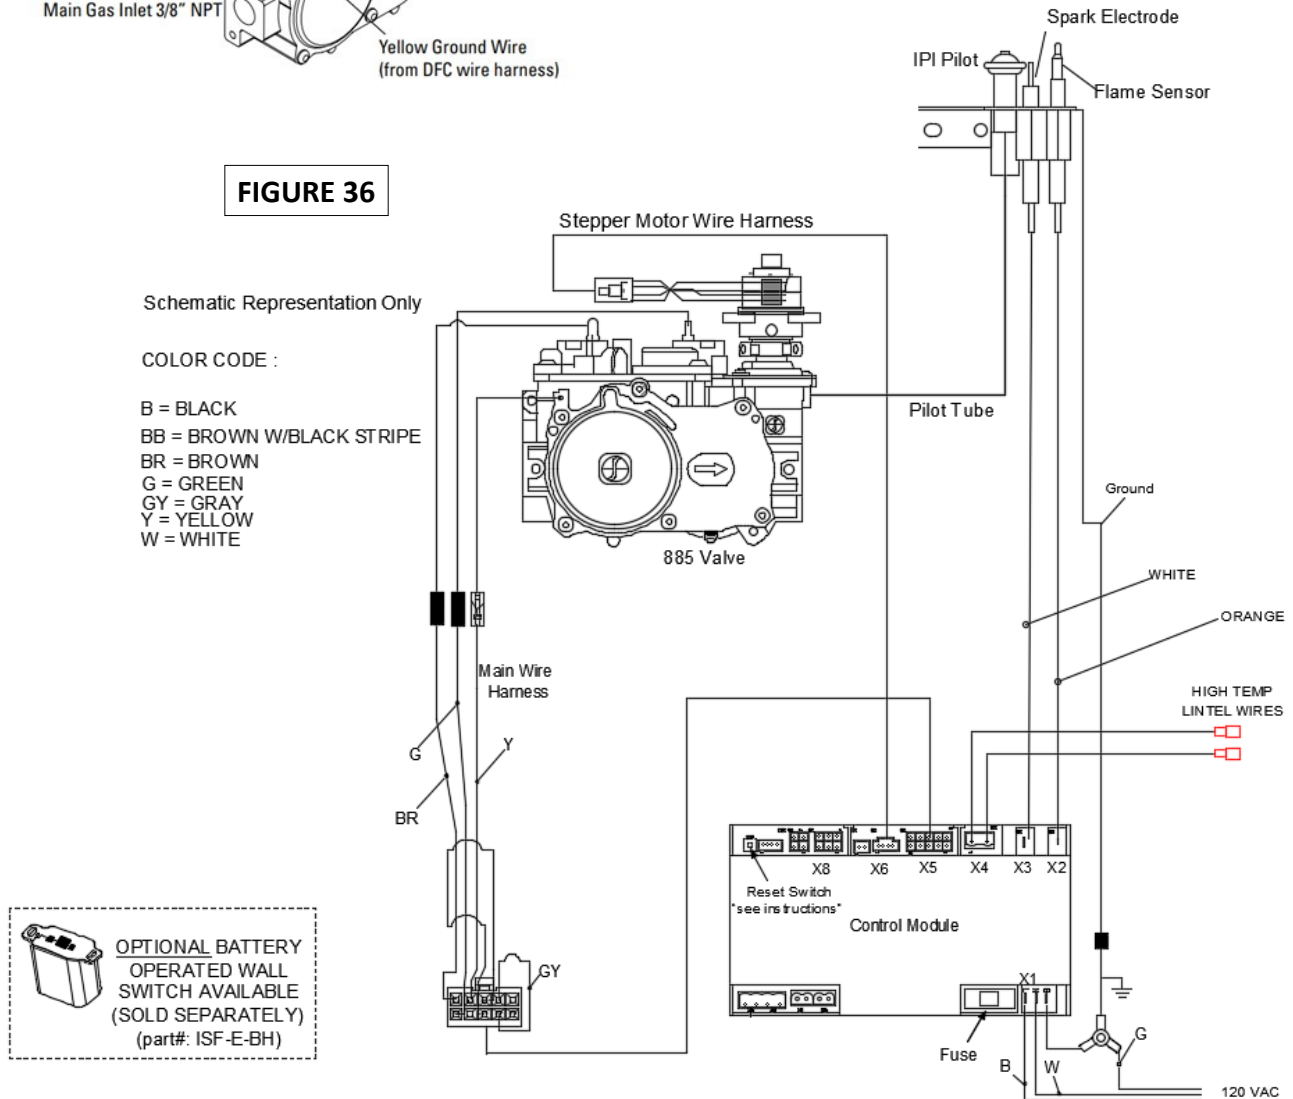 Main Gas Inlet 3/8" NPT
Yellow Ground Wire
(from DFC wire harness)
Spark Electrode
IPI Pilot
Flame Sensor
FIGURE 36
Stepper Motor Wire Harness
Schematic Representation Only
COLOR CODE :
B = BLACK
BB = BROWN W/BLACK STRIPE
BR = BROWN
G = GREEN
GY = GRAY
Y = YELLOW
W = WHITE
Pilot Tube
885 Valve
Ground
WHITE
ORANGE
HIGH TEMP
LINTEL WIRES
Main Wire
Harness
G
Y
BR
X8
X6
X5
X4
X3
X2
Reset Switch
"see instructions"
Control Module
X1
Fuse
GY
OPTIONAL BATTERY
OPERATED WALL
SWITCH AVAILABLE
(SOLD SEPARATELY)
(part#: ISF-E-BH)
B
W
G
120 VAC